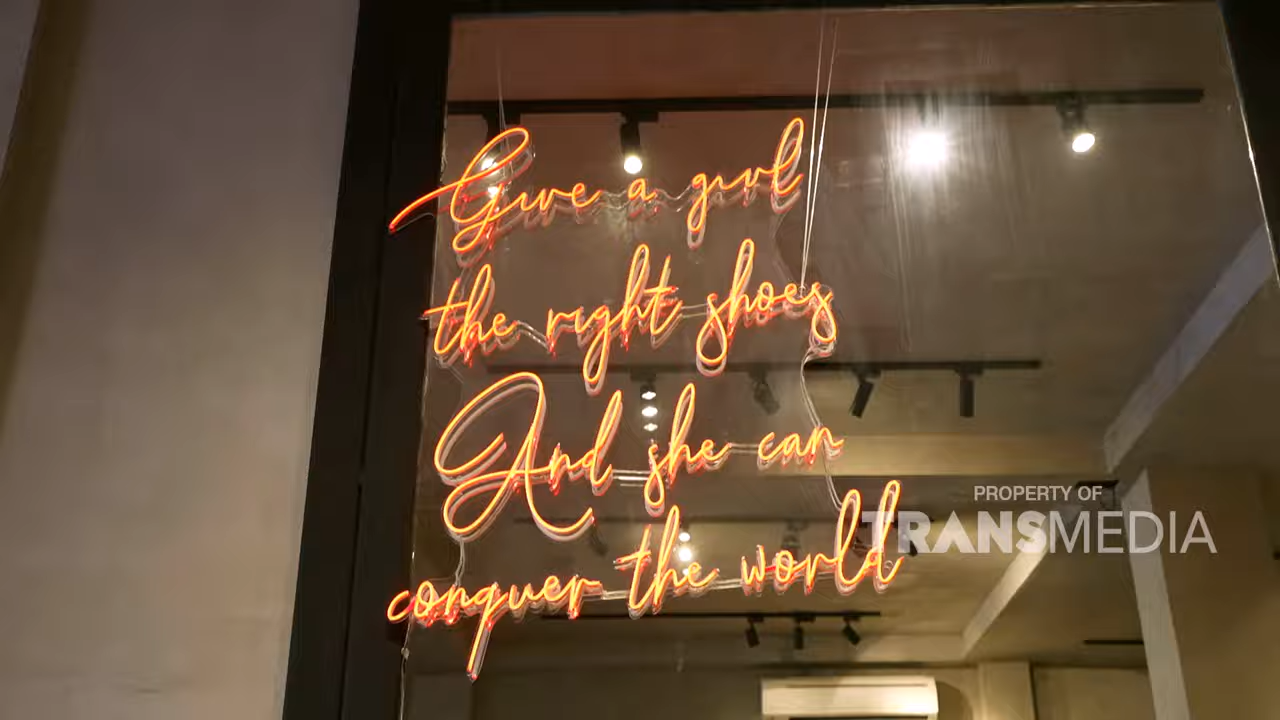 Give a girl
the right shoes
And she can
conquer the world
PROPERTY OF
TRANSMEDIA